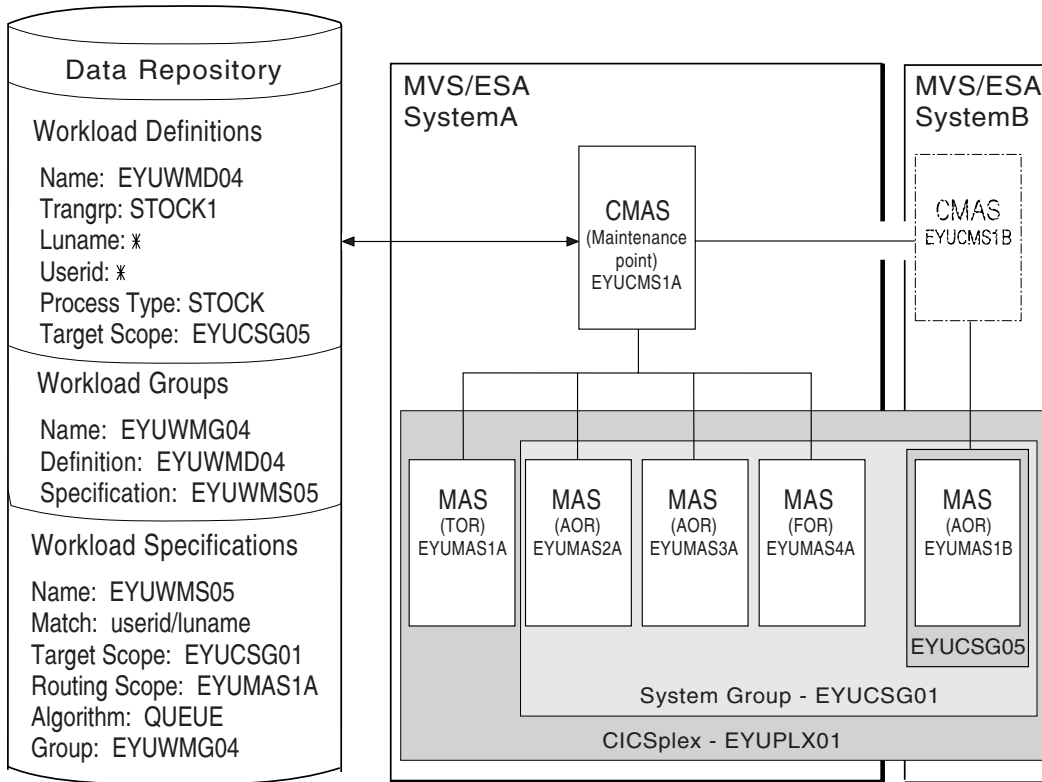 Data Repository
Workload Definitions
Name: EYUWMD04
Trangrp: STOCK1
Luname: *
Userid: *
Process Type: STOCK
Target Scope: EYUCSG05
Workload Groups
Name: EYUWMG04
Definition: EYUWMD04
Specification: EYUWMS05
Workload Specifications
Name: EYUWMS05
Match: userid/luname
Target Scope: EYUCSG01
Routing Scope: EYUMAS1A
Algorithm: QUEUE
Group: EYUWMG04
MVS/ESA
SystemA
CMAS
(Maintenance
point)
EYUCMS1A
MVS/ESA
SystemB
CMAS
EYUCMS1B
MAS
(TOR)
EYUMAS1A
MAS
(AOR)
EYUMAS2A
MAS
(AOR)
EYUMAS3A
MAS
(FOR)
EYUMAS4A
MAS
(AOR)
EYUMAS1B
EYUCSG05
System Group - EYUCSG01
CICSplex - EYUPLX01